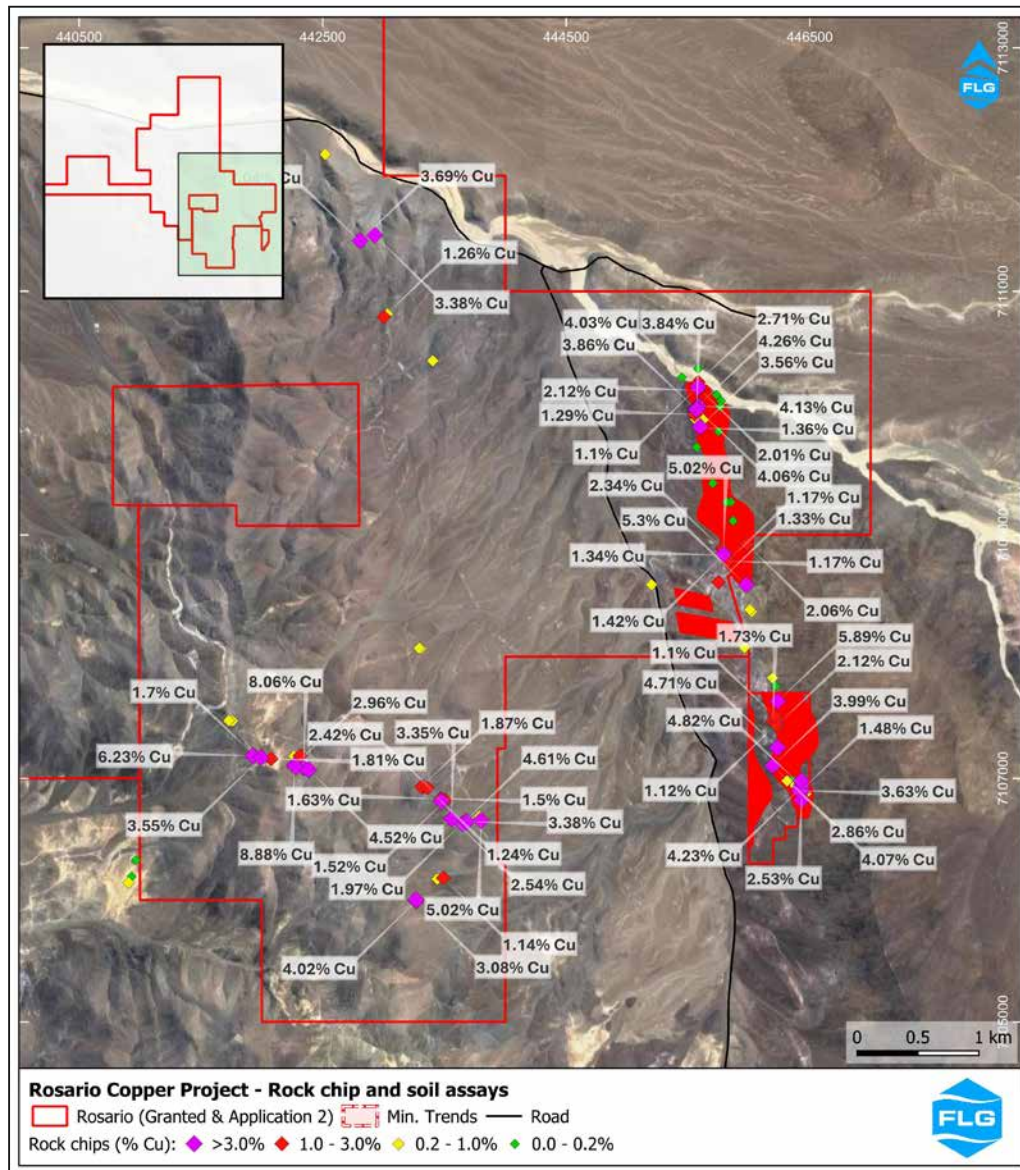 440500 442500 444500 446500
7113000
FLG
% Cu
3.69% Cu
1.26% Cu
3.38% Cu
7111000
2.71% Cu
4.03% Cu 3.84% Cu
4.26% Cu
3.86% Cu
3.56% Cu
2.12% Cu
4.13% Cu
1.29% Cu
1.36% Cu
1.1% Cu
2.01% Cu
5.02% Cu
4.06% Cu
2.34% Cu
1.17% Cu
5.3% Cu
1.33% Cu
1.34% Cu
1.17% Cu
1.42% Cu
2.06% Cu
1.73% Cu
5.89% Cu
1.1% Cu
2.12% Cu
8.06% Cu
4.71% Cu
1.7% Cu
2.96% Cu
3.99% Cu
1.87% Cu
4.82% Cu
2.42% Cu
3.35% Cu
1.48% Cu
6.23% Cu
1.81% Cu
4.61% Cu
7107000
1.12% Cu
3.63% Cu
1.63% Cu
1.5% Cu
3.55% Cu
4.52% Cu
3.38% Cu
2.86% Cu
8.88% Cu
1.24% Cu
4.23% Cu
4.07% Cu
1.52% Cu
2.54% Cu
2.53% Cu
1.97% Cu
5.02% Cu
1.14% Cu
4.02% Cu
3.08% Cu
0 0.5 1 km
Rosario Copper Project - Rock chip and soil assays
Rosario (Granted & Application 2) Min. Trends Road
Rock chips (% Cu): >3.0% 1.0 - 3.0% 0.2 - 1.0% 0.0 - 0.2%
FLG